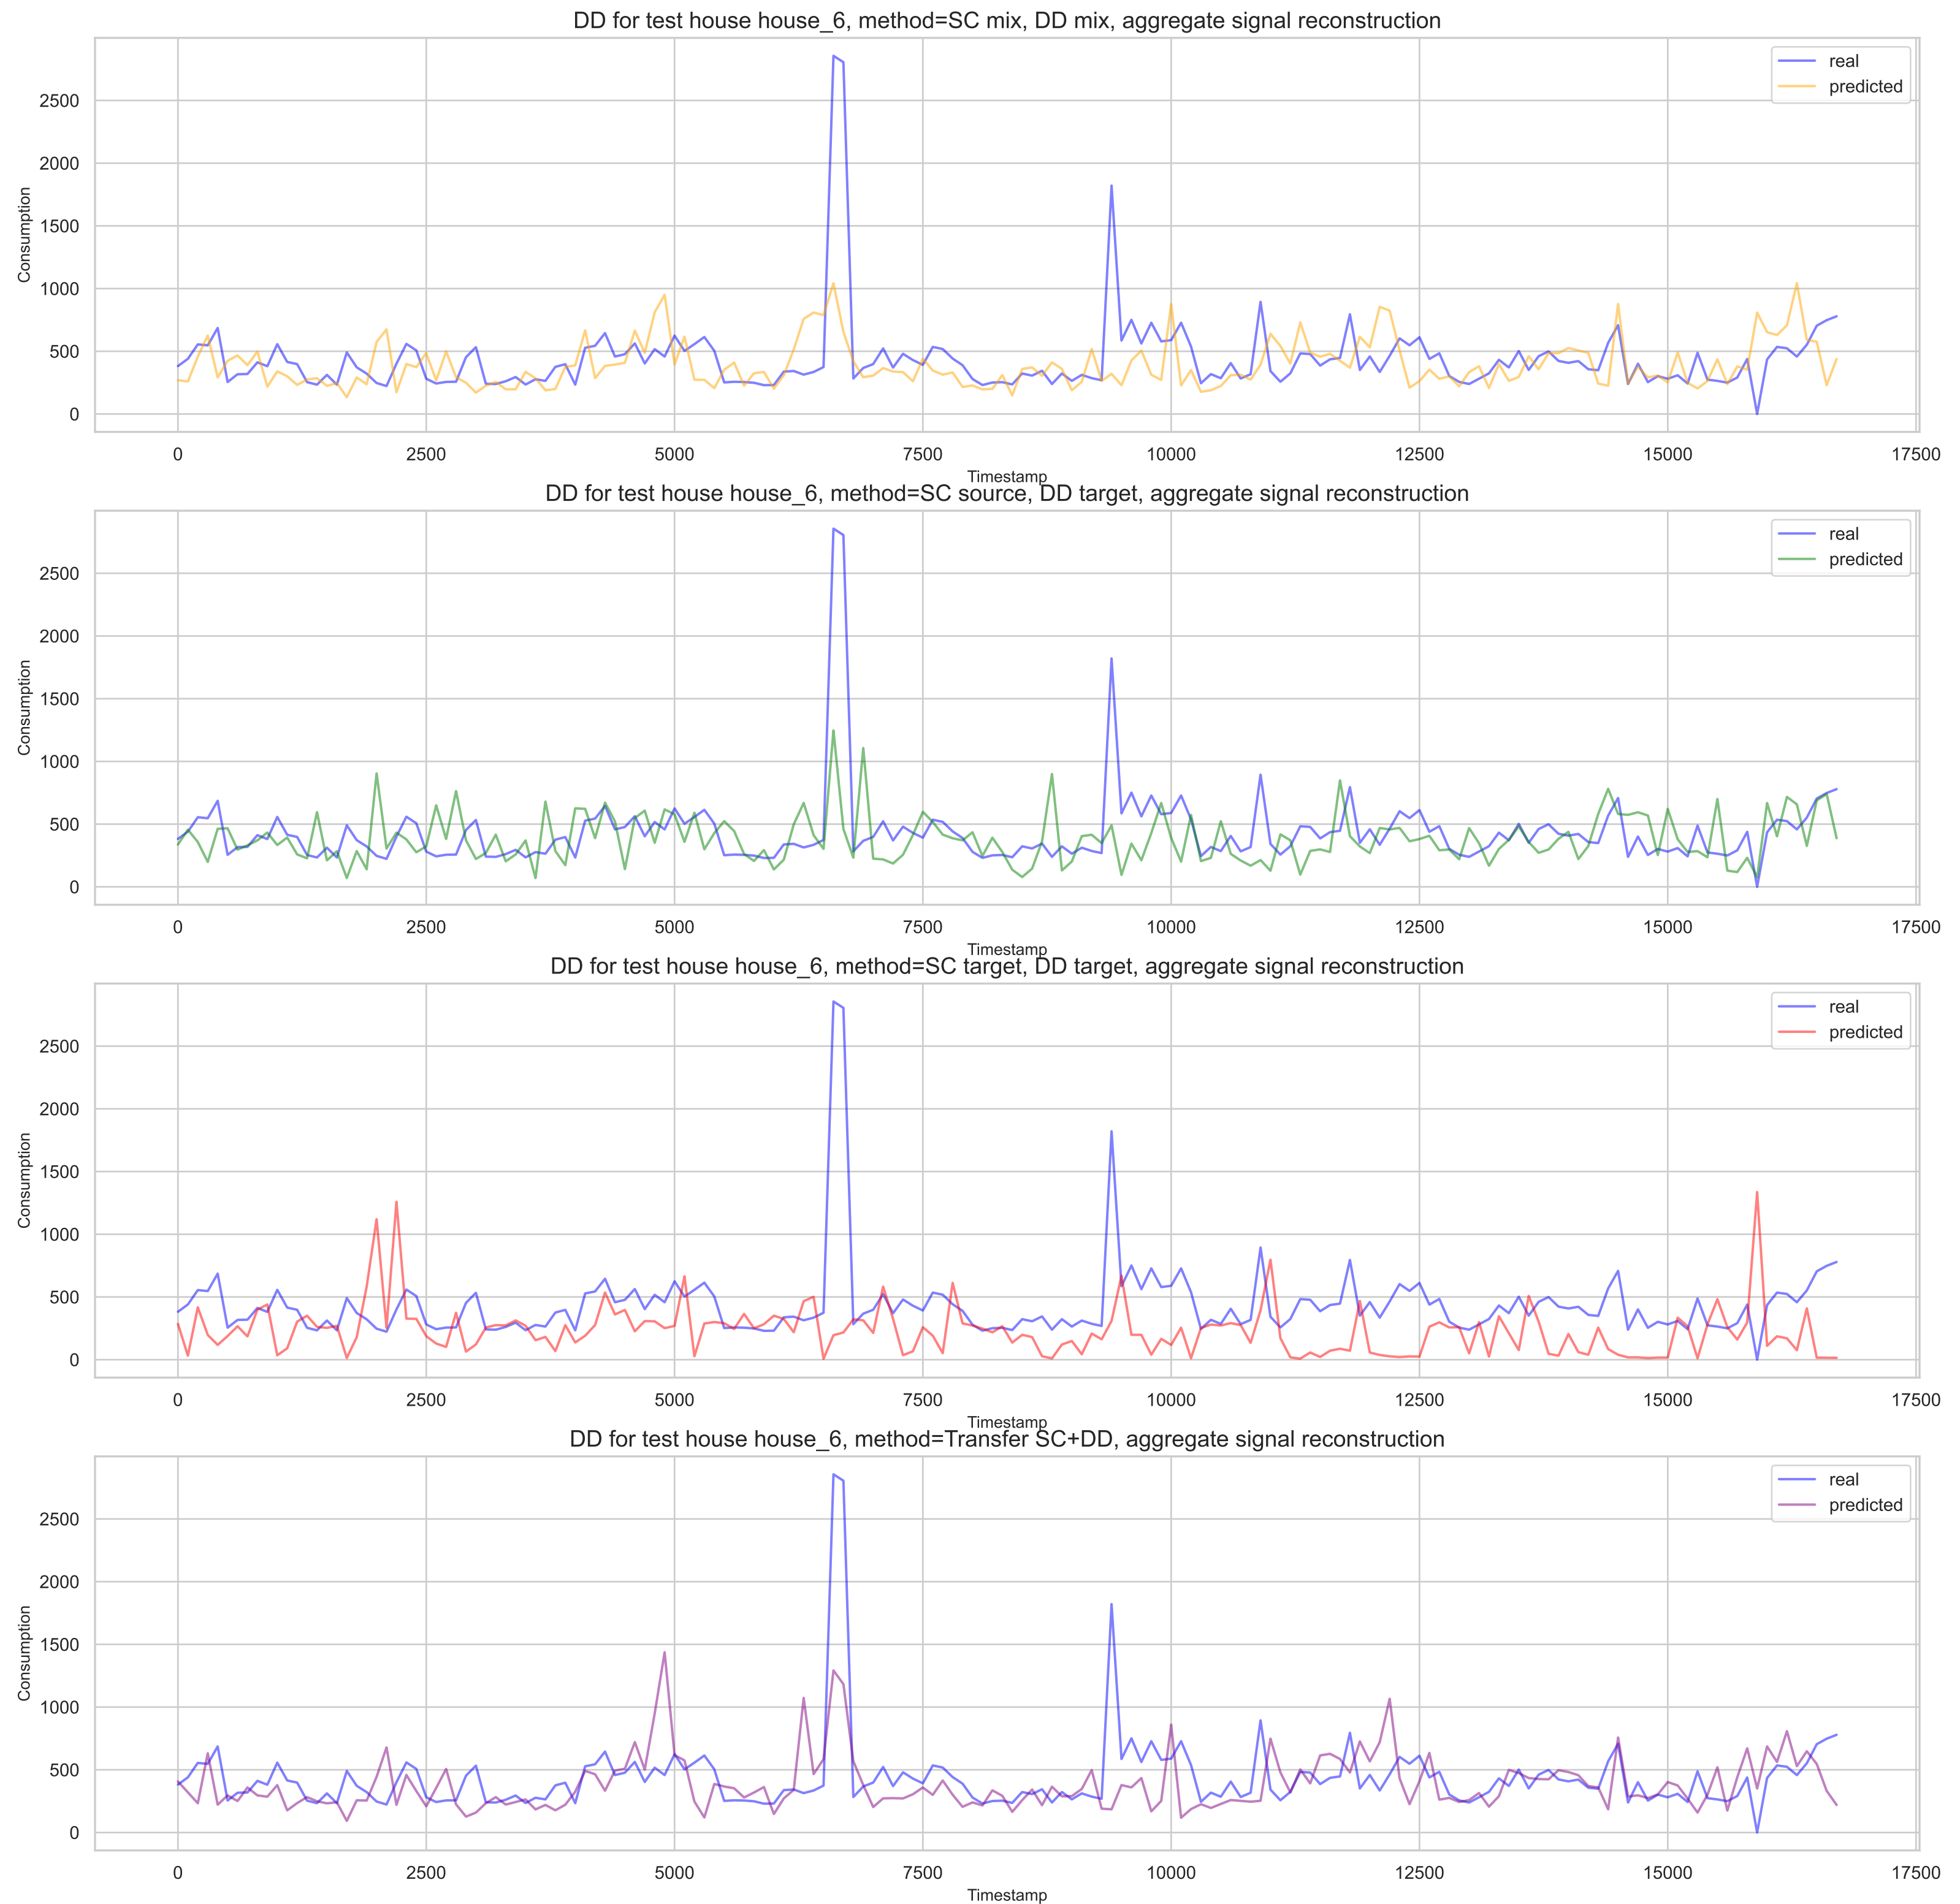 DD for test house house_6, method=SC mix, DD mix, aggregate signal reconstruction
real
predicted
2500
2000
1500
1000
500
0
Consumption
0 2500 5000 7500 10000 12500 15000 17500
Timestamp
DD for test house house_6, method=SC source, DD target, aggregate signal reconstruction
real
predicted
2500
2000
1500
1000
500
0
Consumption
0 2500 5000 7500 10000 12500 15000 17500
Timestamp
DD for test house house_6, method=SC target, DD target, aggregate signal reconstruction
real
predicted
2500
2000
1500
1000
500
0
Consumption
0 2500 5000 7500 10000 12500 15000 17500
Timestamp
DD for test house house_6, method=Transfer SC+DD, aggregate signal reconstruction
real
predicted
2500
2000
1500
1000
500
0
Consumption
0 2500 5000 7500 10000 12500 15000 17500
Timestamp